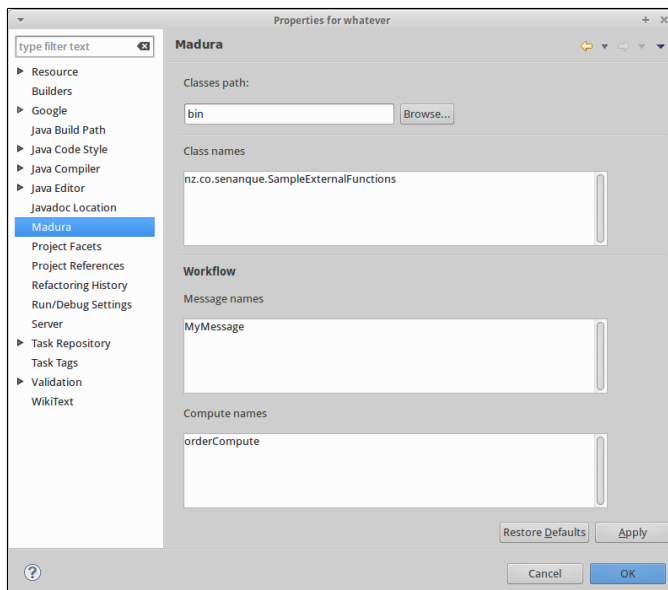 Properties for whatever
type filter text
Resource
Builders
Google
Java Build Path
Java Code Style
Java Compiler
Java Editor
Javadoc Location
Madura
Project Facets
Project References
Refactoring History
Run/Debug Settings
Server
Task Repository
Task Tags
Validation
WikiText
Madura
Classes path:
bin
Browse...
Class names
nz.co.senanque.SampleExternalFunctions
Workflow
Message names
MyMessage
Compute names
orderCompute
Restore Defaults
Apply
Cancel
OK